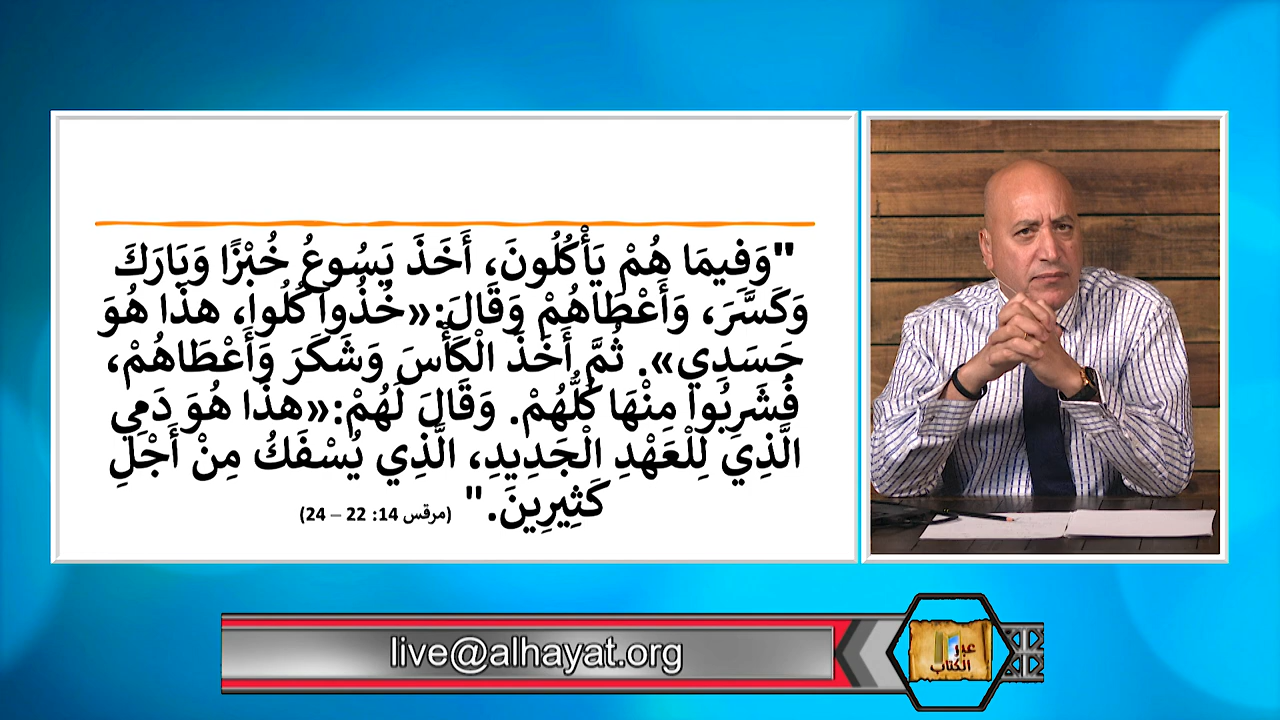 "وَفِيمَا هُمْ يَأْكُلُونَ، أَخَذَ يَسُوعُ خُبْزًا وَبَارَكَ
وَكَسَّرَ، وَأَعْطَاهُمْ وَقَالَ:«خُذُوا كُلُوا، هذَا هُوَ
جَسَدِي». ثُمَّ أَخَذَ الْكَأْسَ وَشَكَرَ وَأَعْطَاهُمْ،
فَشَرِبُوا مِنْهَا كُلُّهُمْ. وَقَالَ لَهُمْ:«هذَا هُوَ دَمِي
الَّذِي لِلْعَهْدِ الْجَدِيدِ، الَّذِي يُسْفَكُ مِنْ أَجْلِ
كَثِيرِينَ." (مرقس 14: 22 – 24)
live@alhayat.org
عبر
الكتاب